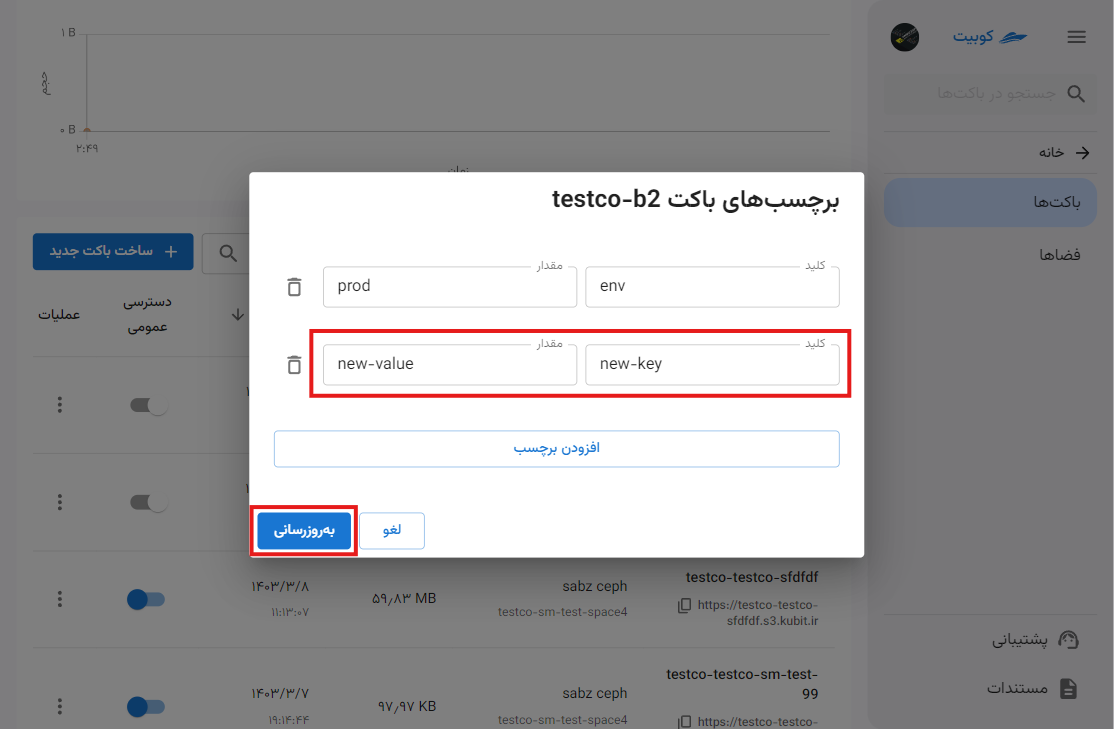 کوبیت
جستجو در باکت‌ها
خانه
باکت‌ها
فضاها
پشتیبانی
مستندات
۱ B
حجم
۰ B
۲:۴۹
زمان
ساخت باکت جدید
دسترسی عمومی
عملیات
برچسب‌های باکت testco-b2
کلید
مقدار
env
prod
کلید
مقدار
new-key
new-value
افزودن برچسب
لغو
به‌روزرسانی
testco-testco-sfdfdf
https://testco-testco-
sfdfdf.s3.kubit.ir
sabz ceph
testco-sm-test-space4
۵۹٫۸۳ MB
۱۴۰۳/۳/۸
۱۱:۱۳:۰۷
testco-testco-sm-test-
99
https://testco-testco-
sabz ceph
testco-sm-test-space4
۹۷٫۹۷ KB
۱۴۰۳/۳/۷
۱۹:۱۴:۴۴